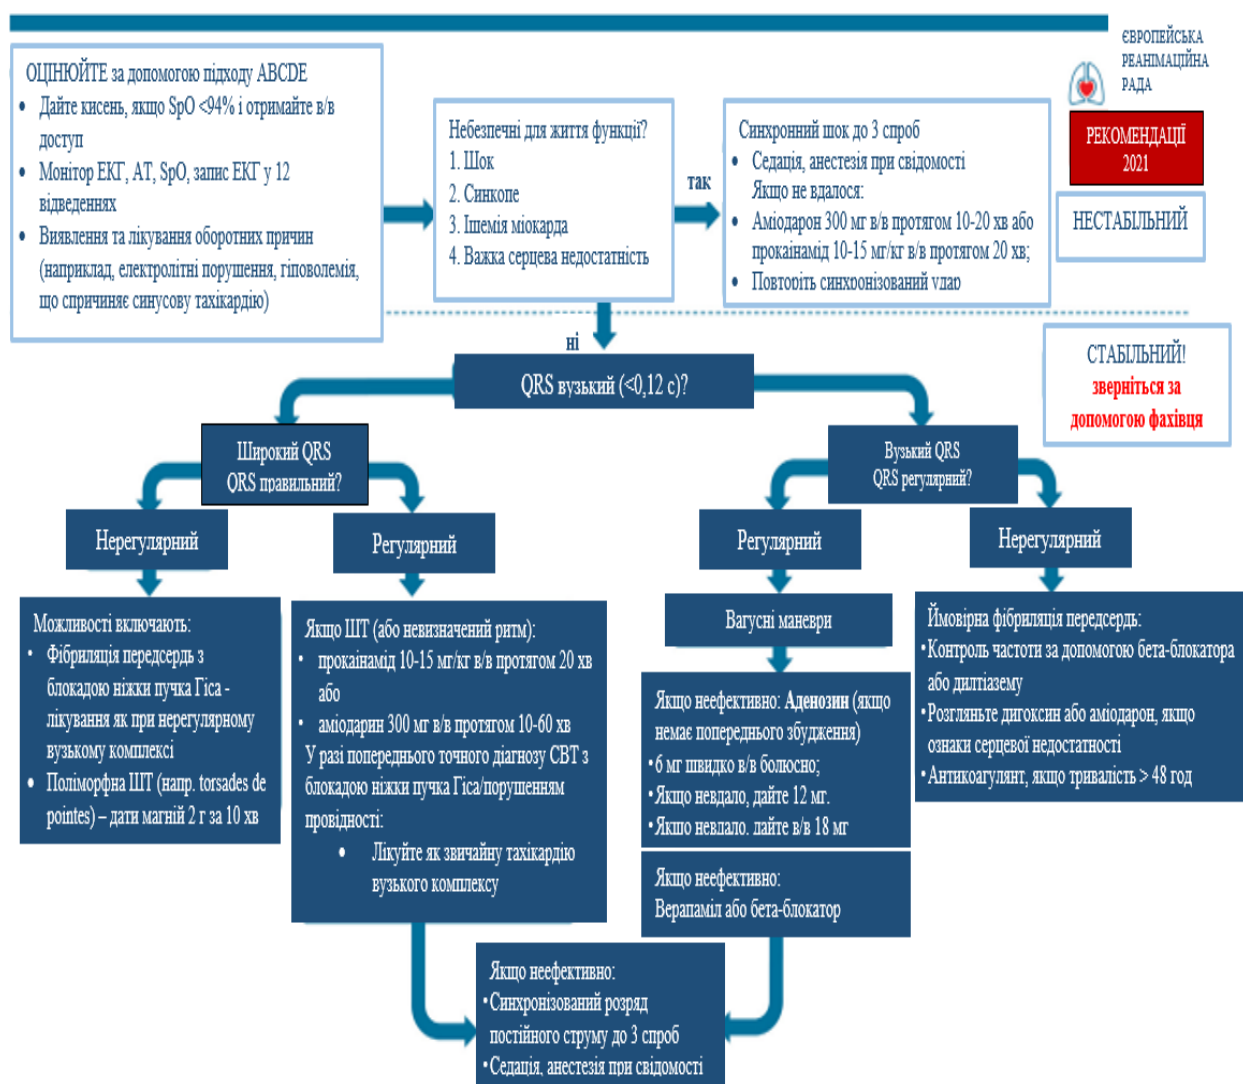 ЄВРОПЕЙСЬКА
РЕАНІМАЦІЙНА
РАДА
РЕКОМЕНДАЦІЇ
2021
ОЦІНЮЙТЕ за допомогою підходу ABCDE
• Дайте кисень, якщо SpO <94% і отримайте в/в
доступ
• Монітор ЕКГ, АТ, SpO, запис ЕКГ у 12
відведеннях
• Виявлення та лікування оборотних причин
(наприклад, електролітні порушення, гіповолемія,
що спричиняє синусову тахікардію)
Небезпечні для життя функції?
1. Шок
2. Синкопе
3. Ішемія міокарда
4. Важка серцева недостатність
так
Синхронний шок до 3 спроб
• Седація, анестезія при свідомості
Якщо не вдалося:
• Аміодарон 300 мг в/в протягом 10-20 хв або
прокаінамід 10-15 мг/кг в/в протягом 20 хв;
• Повторіть синхронізований удар
НЕСТАБІЛЬНИЙ
ні
СТАБІЛЬНИЙ!
зверніться за
допомогою фахівця
QRS вузький (<0,12 с)?
Широкий QRS
QRS правильний?
Вузький QRS
QRS регулярний?
Нерегулярний
Регулярний
Регулярний
Нерегулярний
Можливості включають:
• Фібриляція передсердь з
блокадою ніжки пучка Гіса -
лікування як при нерегулярному
вузькому комплексі
• Поліморфна ШТ (напр. torsades de
pointes) – дати магній 2 г за 10 хв
Якщо ШТ (або невизначений ритм):
• прокаінамід 10-15 мг/кг в/в протягом 20 хв
або
• аміодарин 300 мг в/в протягом 10-60 хв
У разі попереднього точного діагнозу СВТ з
блокадою ніжки пучка Гіса/порушенням
провідності:
• Лікуйте як звичайну тахікардію
вузького комплексу
Вагусні маневри
Якщо неефективно: Аденозин (якщо
немає попереднього збудження)
• 6 мг швидко в/в болюсно;
• Якщо невдало, дайте 12 мг.
• Якщо невдало, дайте в/в 18 мг
Якщо неефективно:
Верапаміл або бета-блокатор
Ймовірна фібриляція передсердь:
• Контроль частоти за допомогою бета-блокатора
або дилтіазему
• Розгляньте дигоксин або аміодарон, якщо
ознаки серцевої недостатності
• Антикоагулянт, якщо тривалість > 48 год
Якщо неефективно:
• Синхронізований розряд
постійного струму до 3 спроб
• Седація, анестезія при свідомості